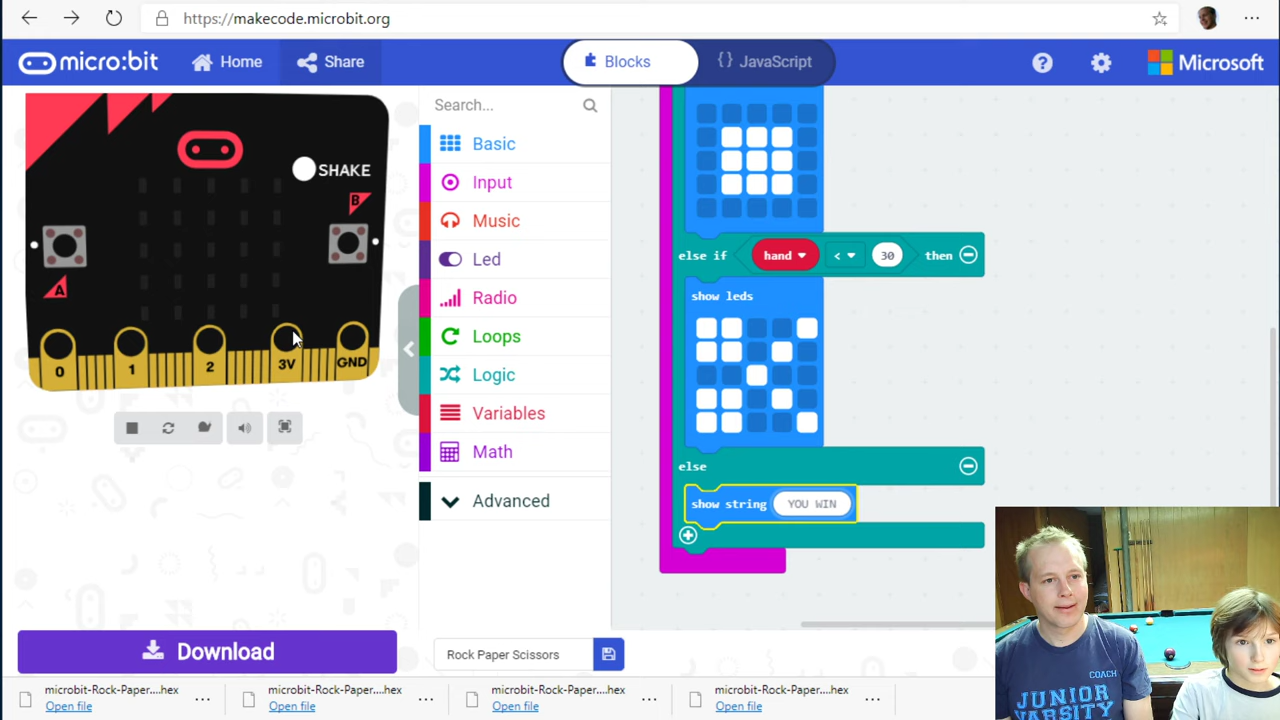 https://makecode.microbit.org
micro:bit
Home
Share
Blocks
{} JavaScript
?
Microsoft
SHAKE
B
A
0
1
2
3V
GND
Search...
Basic
Input
Music
Led
Radio
Loops
Logic
Variables
Math
Advanced
else if hand < 30 then
show leds
else
show string YOU WIN
Download
Rock Paper Scissors
microbit-Rock-Paper....hex
Open file
microbit-Rock-Paper....hex
Open file
microbit-Rock-Paper....hex
Open file
microbit-Rock-Paper....hex
Open file
COACH
JUNIOR
VARSITY